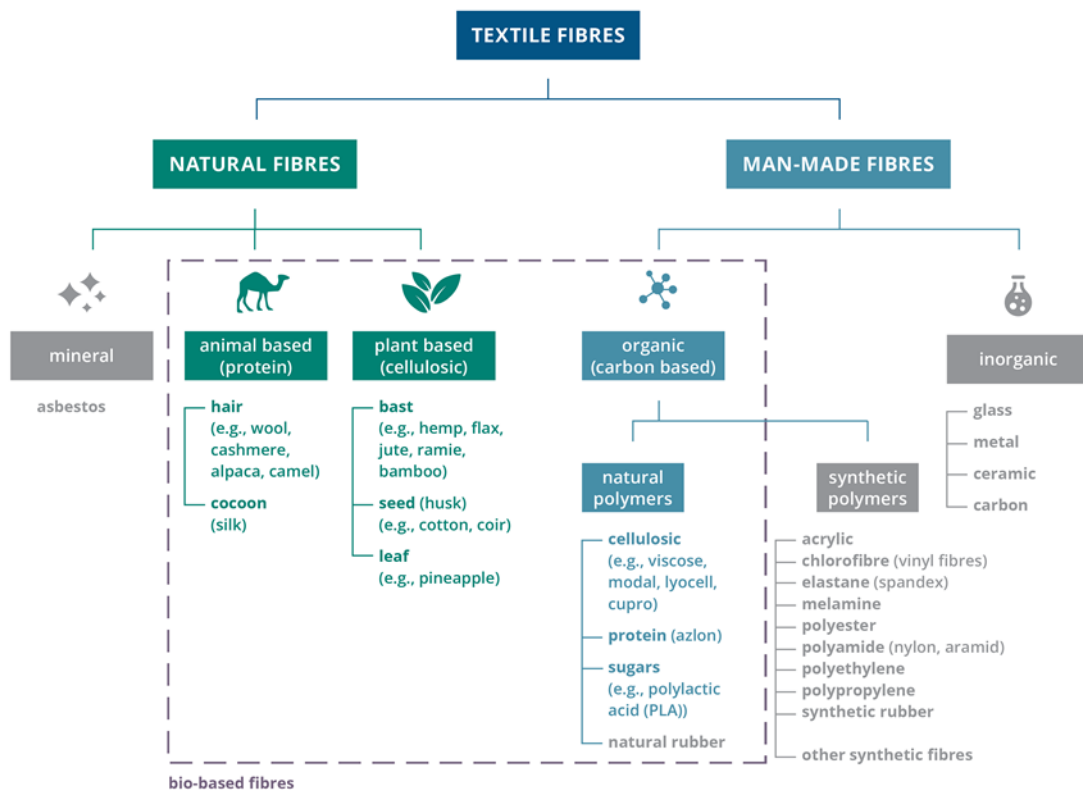 TEXTILE FIBRES
NATURAL FIBRES
MAN-MADE FIBRES
mineral
asbestos
animal based
(protein)
hair
(e.g., wool,
cashmere,
alpaca, camel)
cocoon
(silk)
plant based
(cellulosic)
bast
(e.g., hemp, flax,
jute, ramie,
bamboo)
seed (husk)
(e.g., cotton, coir)
leaf
(e.g., pineapple)
organic
(carbon based)
natural
polymers
cellulosic
(e.g., viscose,
modal, lyocell,
cupro)
protein (azlon)
sugars
(e.g., polylactic
acid (PLA))
natural rubber
synthetic
polymers
acrylic
chlorofibre (vinyl fibres)
elastane (spandex)
melamine
polyester
polyamide (nylon, aramid)
polyethylene
polypropylene
synthetic rubber
other synthetic fibres
inorganic
glass
metal
ceramic
carbon
bio-based fibres